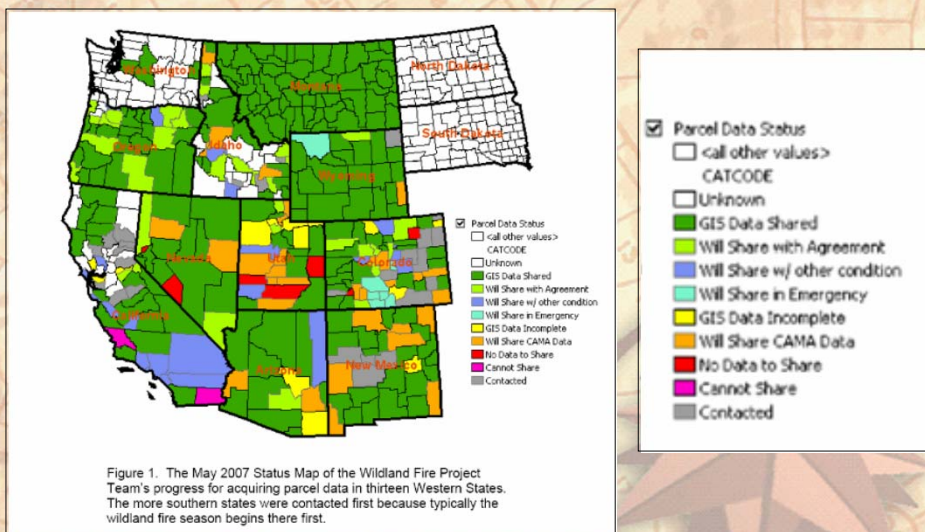 Washington
Montana
North Dakota
South Dakota
Oregon
Idaho
Wyoming
Nevada
Utah
Colorado
California
Arizona
New Mexico
Parcel Data Status
<all other values>
CATCODE
Unknown
GIS Data Shared
Will Share with Agreement
Will Share w/ other condition
Will Share in Emergency
GIS Data Incomplete
Will Share CAMA Data
No Data to Share
Cannot Share
Contacted
Figure 1. The May 2007 Status Map of the Wildland Fire Project
Team's progress for acquiring parcel data in thirteen Western States.
The more southern states were contacted first because typically the
wildland fire season begins there first.
Parcel Data Status
<all other values>
CATCODE
Unknown
GIS Data Shared
Will Share with Agreement
Will Share w/ other condition
Will Share in Emergency
GIS Data Incomplete
Will Share CAMA Data
No Data to Share
Cannot Share
Contacted